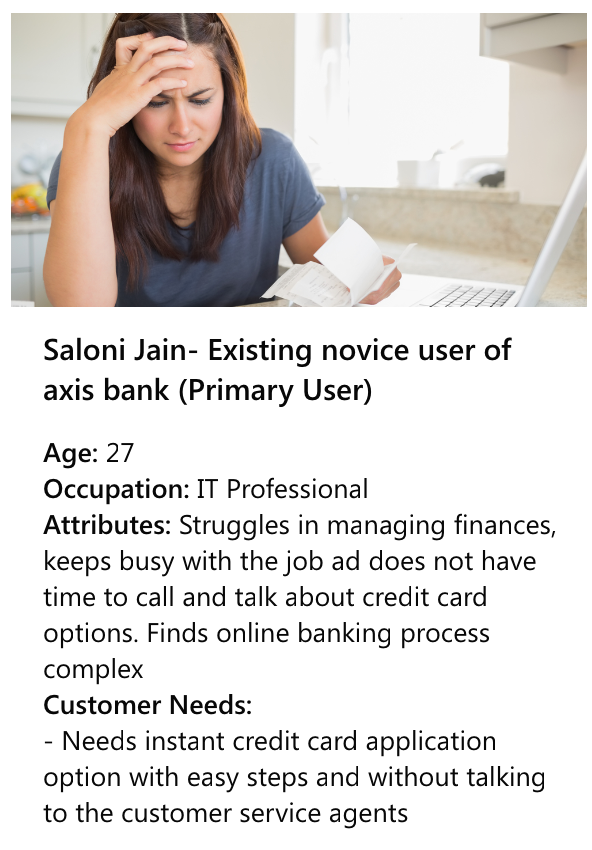 Saloni Jain- Existing novice user of
axis bank (Primary User)
Age: 27
Occupation: IT Professional
Attributes: Struggles in managing finances,
keeps busy with the job ad does not have
time to call and talk about credit card
options. Finds online banking process
complex
Customer Needs:
- Needs instant credit card application
option with easy steps and without talking
to the customer service agents